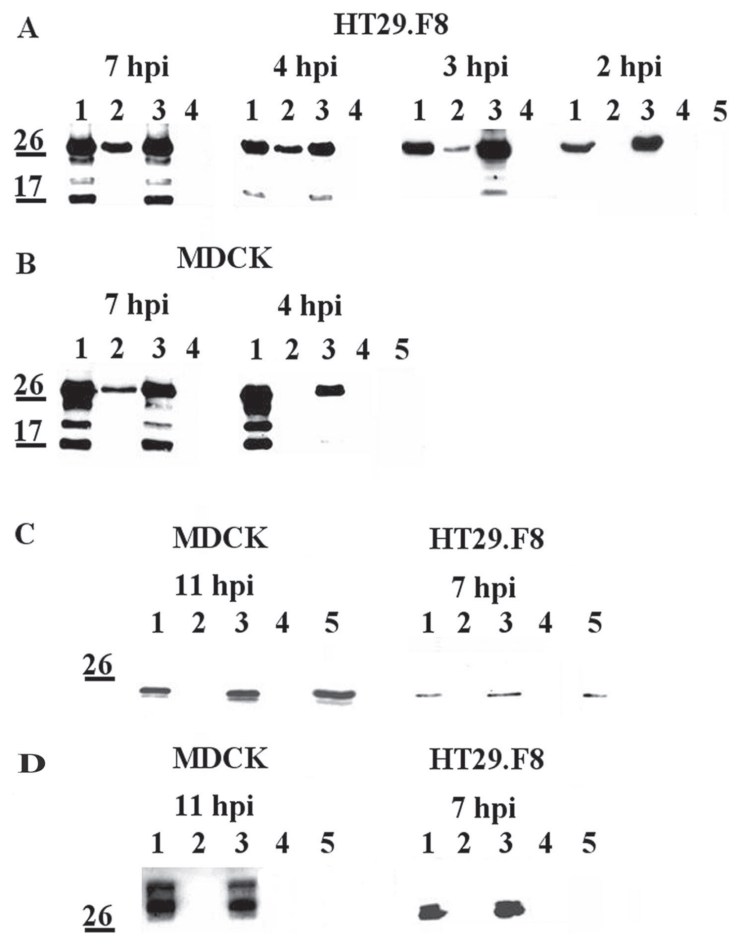 A HT29.F8
7 hpi 4 hpi 3 hpi 2 hpi
1 2 3 4 1 2 3 4 1 2 3 4 1 2 3 4 5
26
17
B MDCK
7 hpi 4 hpi
1 2 3 4 1 2 3 4 5
26
17
C MDCK HT29.F8
11 hpi 7 hpi
1 2 3 4 5 1 2 3 4 5
26
D MDCK HT29.F8
11 hpi 7 hpi
1 2 3 4 5 1 2 3 4 5
26